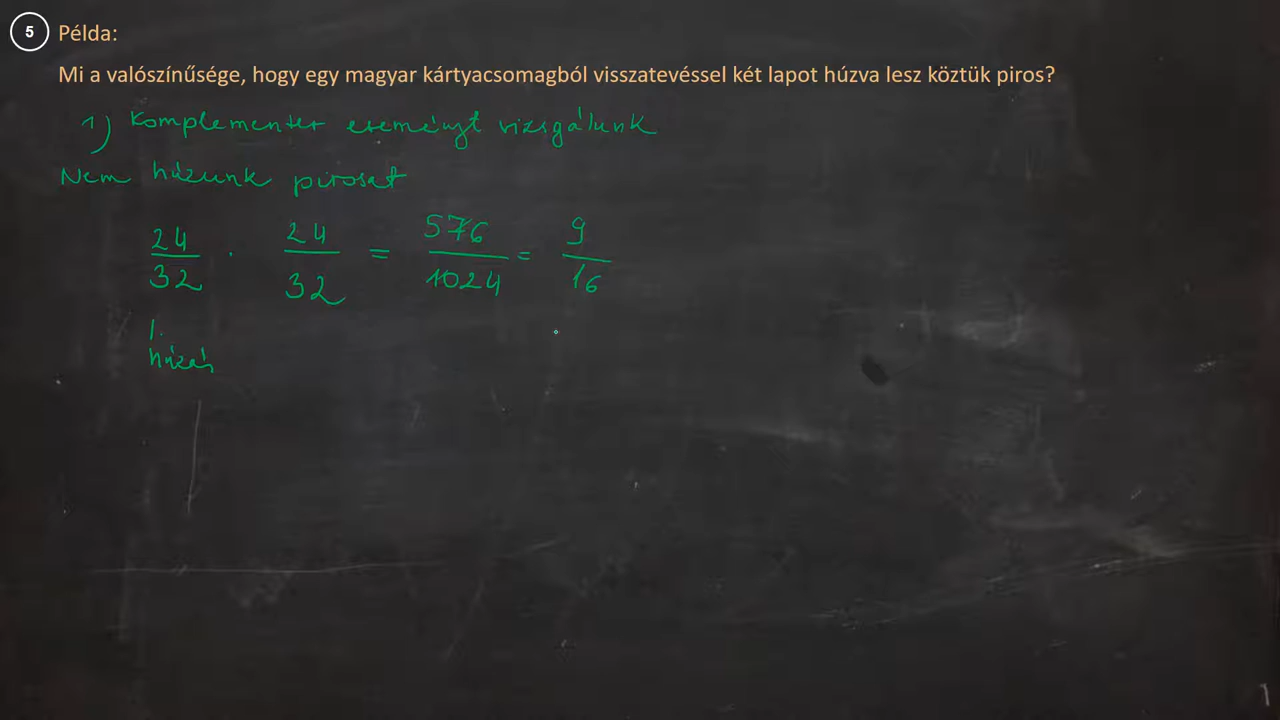 5 Példa:
Mi a valószínűsége, hogy egy magyar kártyacsomagból visszatevéssel két lapot húzva lesz köztük piros?
1) Komplementer eseményt vizsgálunk
Nem húzunk pirosat
24/32 · 24/32 = 576/1024 = 9/16
1.
húzás